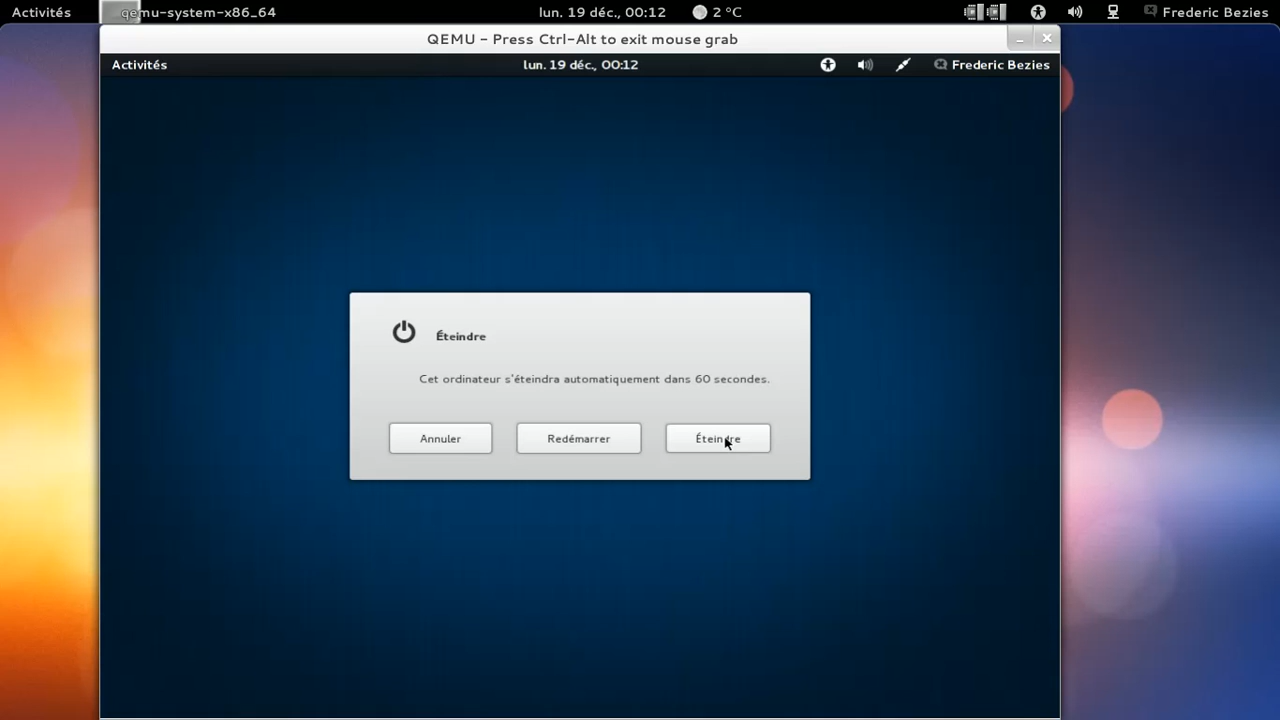 Activités qemu-system-x86_64 lun. 19 déc., 00:12 2 °C Frederic Bezies
QEMU - Press Ctrl-Alt to exit mouse grab
Activités lun. 19 déc., 00:12 Frederic Bezies
Éteindre
Cet ordinateur s'éteindra automatiquement dans 60 secondes.
Annuler Redémarrer Éteindre